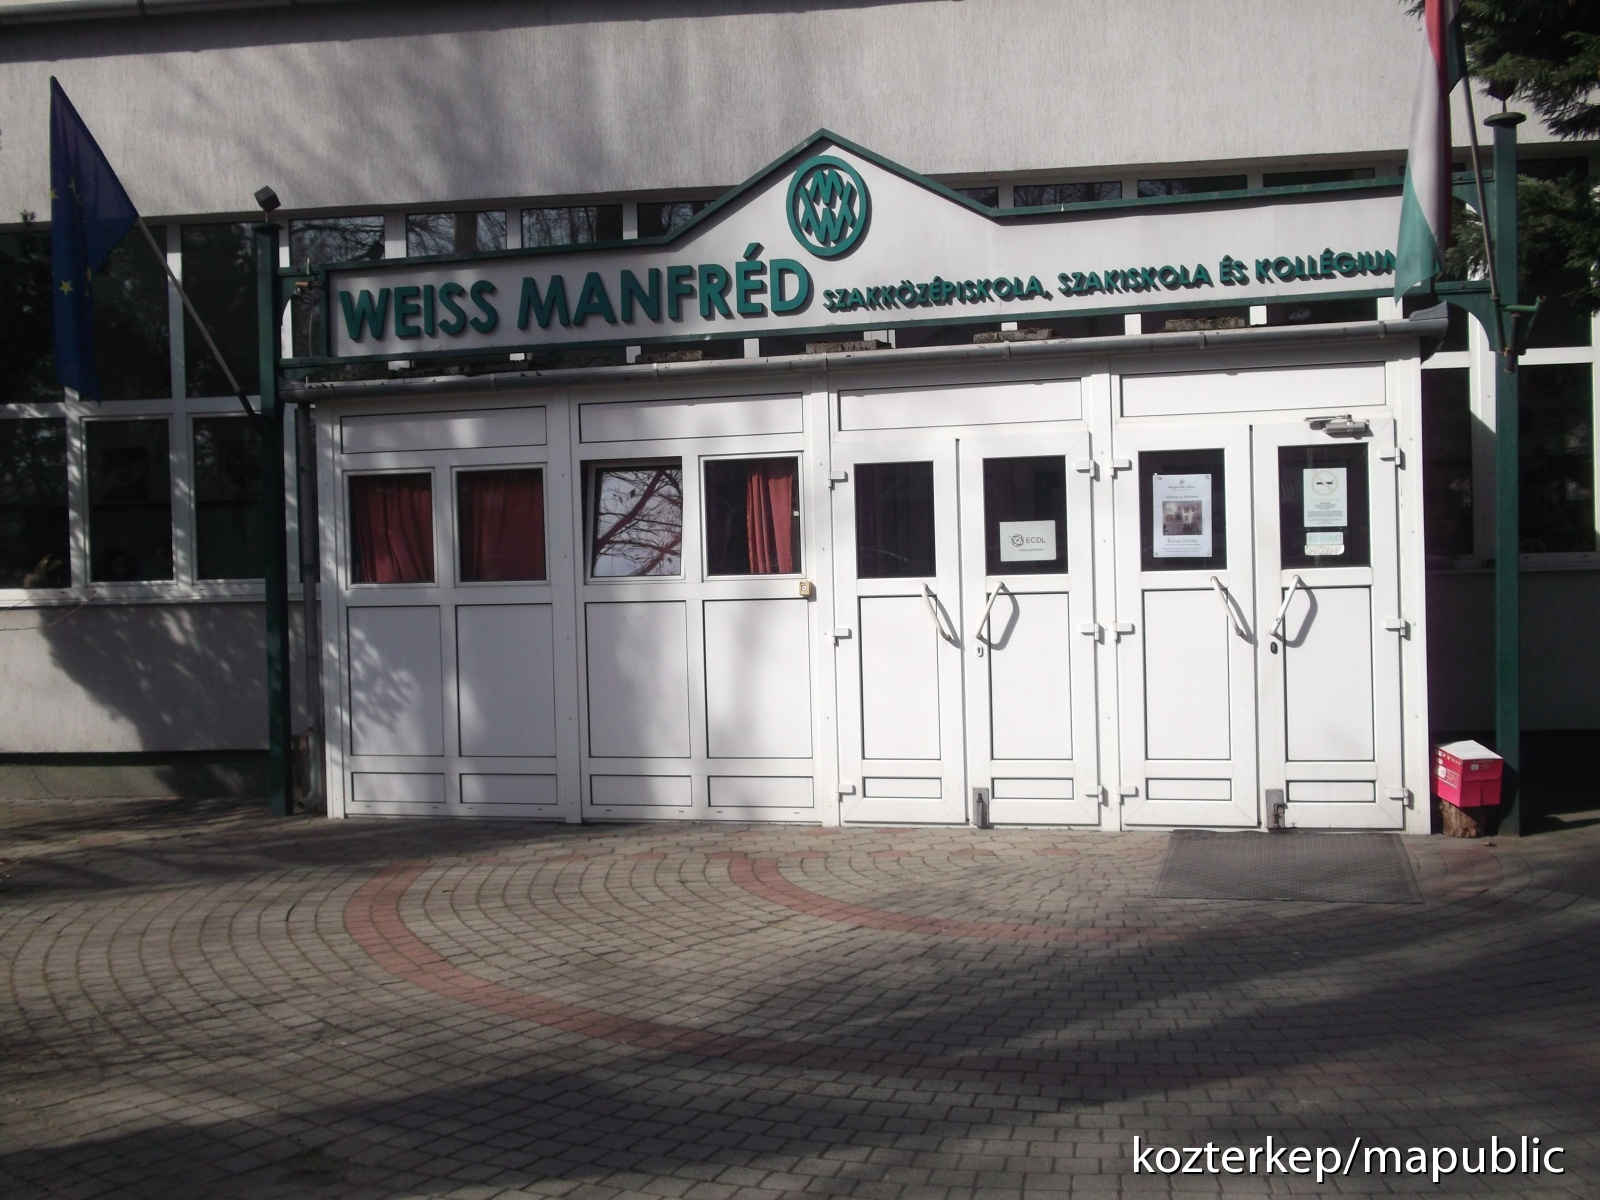 WEISS MANFRÉD SZAKKÖZÉPISKOLA, SZAKISKOLA ÉS KOLLÉGIUM
ECDL
kozterkep/mapublic